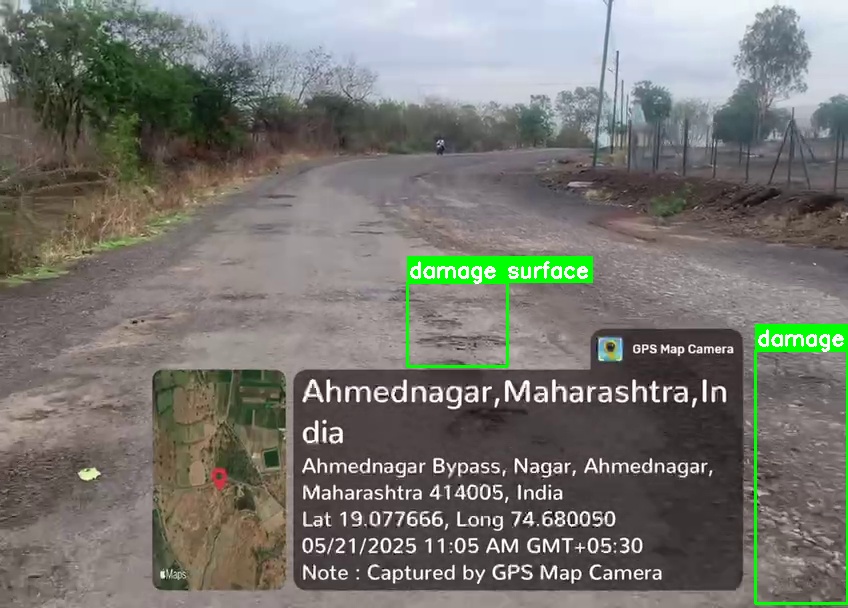 damage surface
damage
GPS Map Camera
Ahmednagar,Maharashtra,In
dia
Ahmednagar Bypass, Nagar, Ahmednagar,
Maharashtra 414005, India
Lat 19.077666, Long 74.680050
05/21/2025 11:05 AM GMT+05:30
Note : Captured by GPS Map Camera
Maps